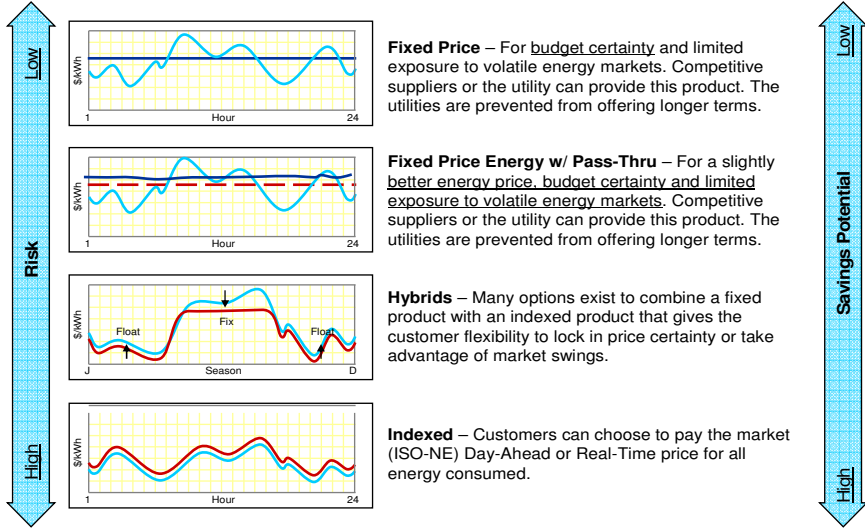 Low
Risk
High
$/kWh
1 Hour 24
Fixed Price – For budget certainty and limited
exposure to volatile energy markets. Competitive
suppliers or the utility can provide this product. The
utilities are prevented from offering longer terms.
$/kWh
1 Hour 24
Fixed Price Energy w/ Pass-Thru – For a slightly
better energy price, budget certainty and limited
exposure to volatile energy markets. Competitive
suppliers or the utility can provide this product. The
utilities are prevented from offering longer terms.
$/kWh
Float
Fix
Float
J Season D
Hybrids – Many options exist to combine a fixed
product with an indexed product that gives the
customer flexibility to lock in price certainty or take
advantage of market swings.
$/kWh
1 Hour 24
Indexed – Customers can choose to pay the market
(ISO-NE) Day-Ahead or Real-Time price for all
energy consumed.
Low
Savings Potential
High